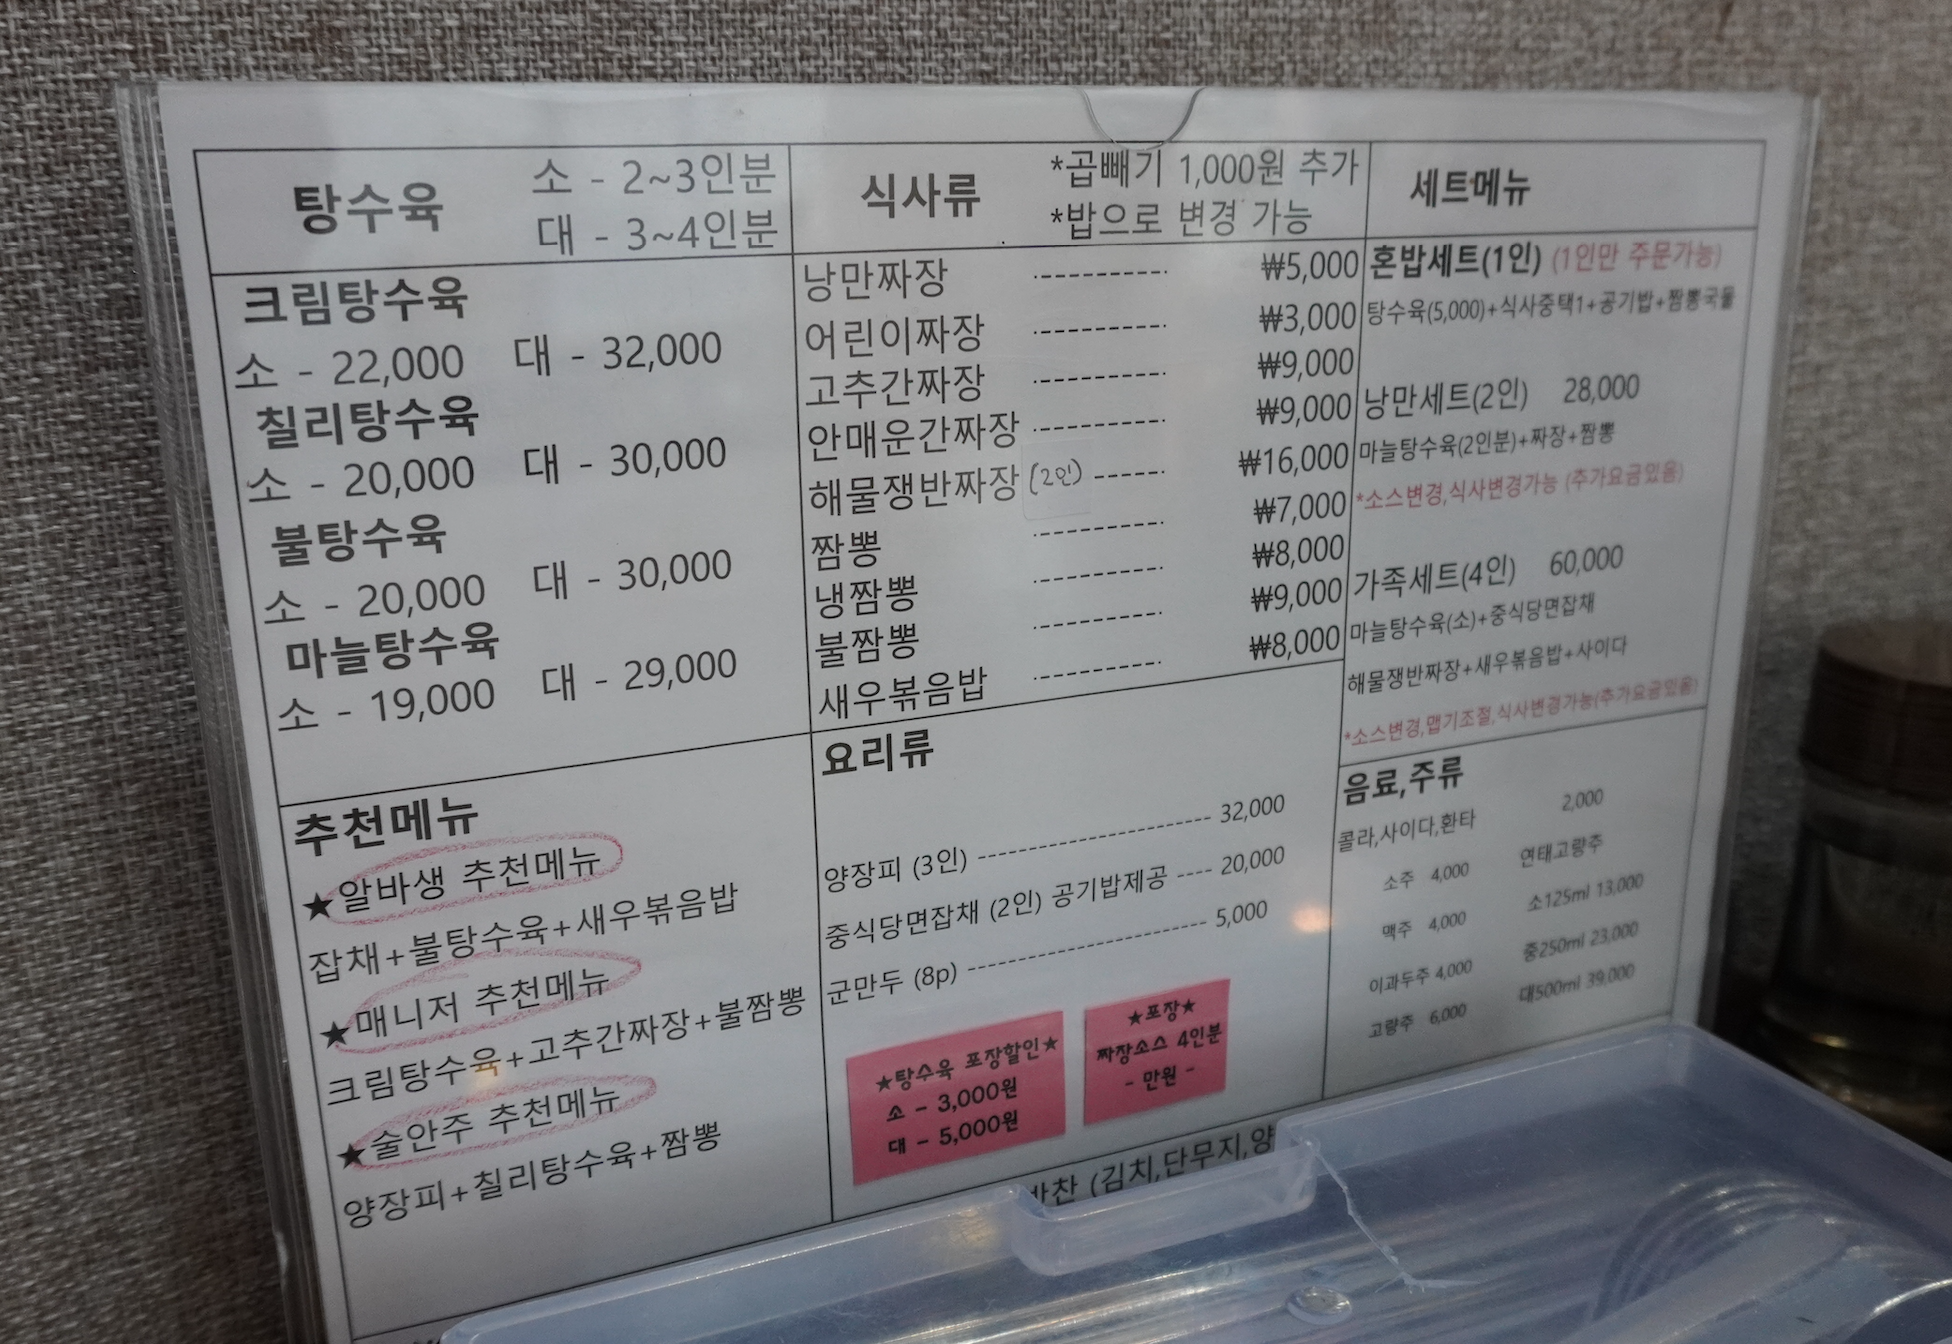 탕수육
소 - 2~3인분
대 - 3~4인분
크림탕수육
소 - 22,000 대 - 32,000
칠리탕수육
소 - 20,000 대 - 30,000
불탕수육
소 - 20,000 대 - 30,000
마늘탕수육
소 - 19,000 대 - 29,000
추천메뉴
★알바생 추천메뉴
잡채+불탕수육+새우볶음밥
★매니저 추천메뉴
크림탕수육+고추간짜장+불짬뽕
★술안주 추천메뉴
양장피+칠리탕수육+짬뽕
식사류
*곱빼기 1,000원 추가
*밥으로 변경 가능
낭만짜장 ₩5,000
어린이짜장 ₩3,000
고추간짜장 ₩9,000
안매운간짜장 ₩9,000
해물쟁반짜장 (2인) ₩16,000
짬뽕 ₩7,000
냉짬뽕 ₩8,000
불짬뽕 ₩9,000
새우볶음밥 ₩8,000
요리류
양장피 (3인) 32,000
중식당면잡채 (2인) 공기밥제공 20,000
군만두 (8p) 5,000
★탕수육 포장할인★
소 - 3,000원
대 - 5,000원
★포장★
짜장소스 4인분
- 만원 -
(김치,단무지,양
세트메뉴
혼밥세트(1인) (1인만 주문가능)
탕수육(5,000)+식사중택1+공기밥+짬뽕국물
낭만세트(2인) 28,000
마늘탕수육(2인분)+짜장+짬뽕
*소스변경,식사변경가능 (추가요금있음)
가족세트(4인) 60,000
마늘탕수육(소)+중식당면잡채
해물쟁반짜장+새우볶음밥+사이다
*소스변경,맵기조절,식사변경가능(추가요금있음)
음료,주류
콜라,사이다,환타 2,000
소주 4,000
맥주 4,000
이과두주 4,000
고량주 6,000
연태고량주
소125ml 13,000
중250ml 23,000
대500ml 39,000